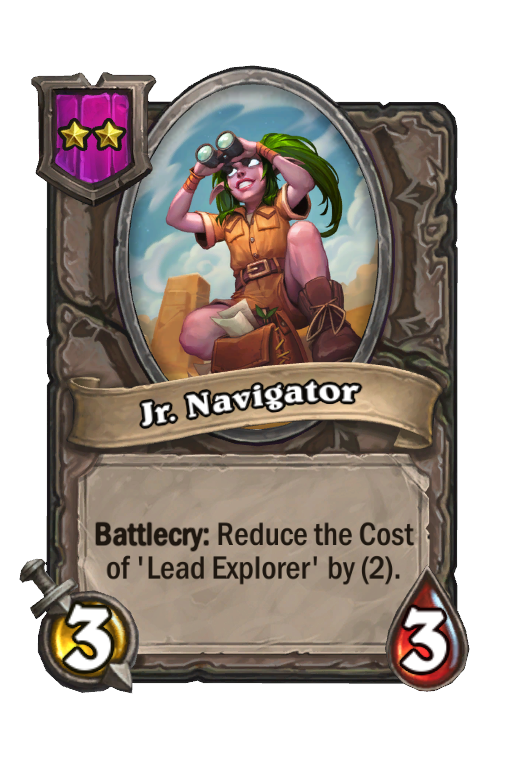 Jr. Navigator
Battlecry: Reduce the Cost
of 'Lead Explorer' by (2).
3
3